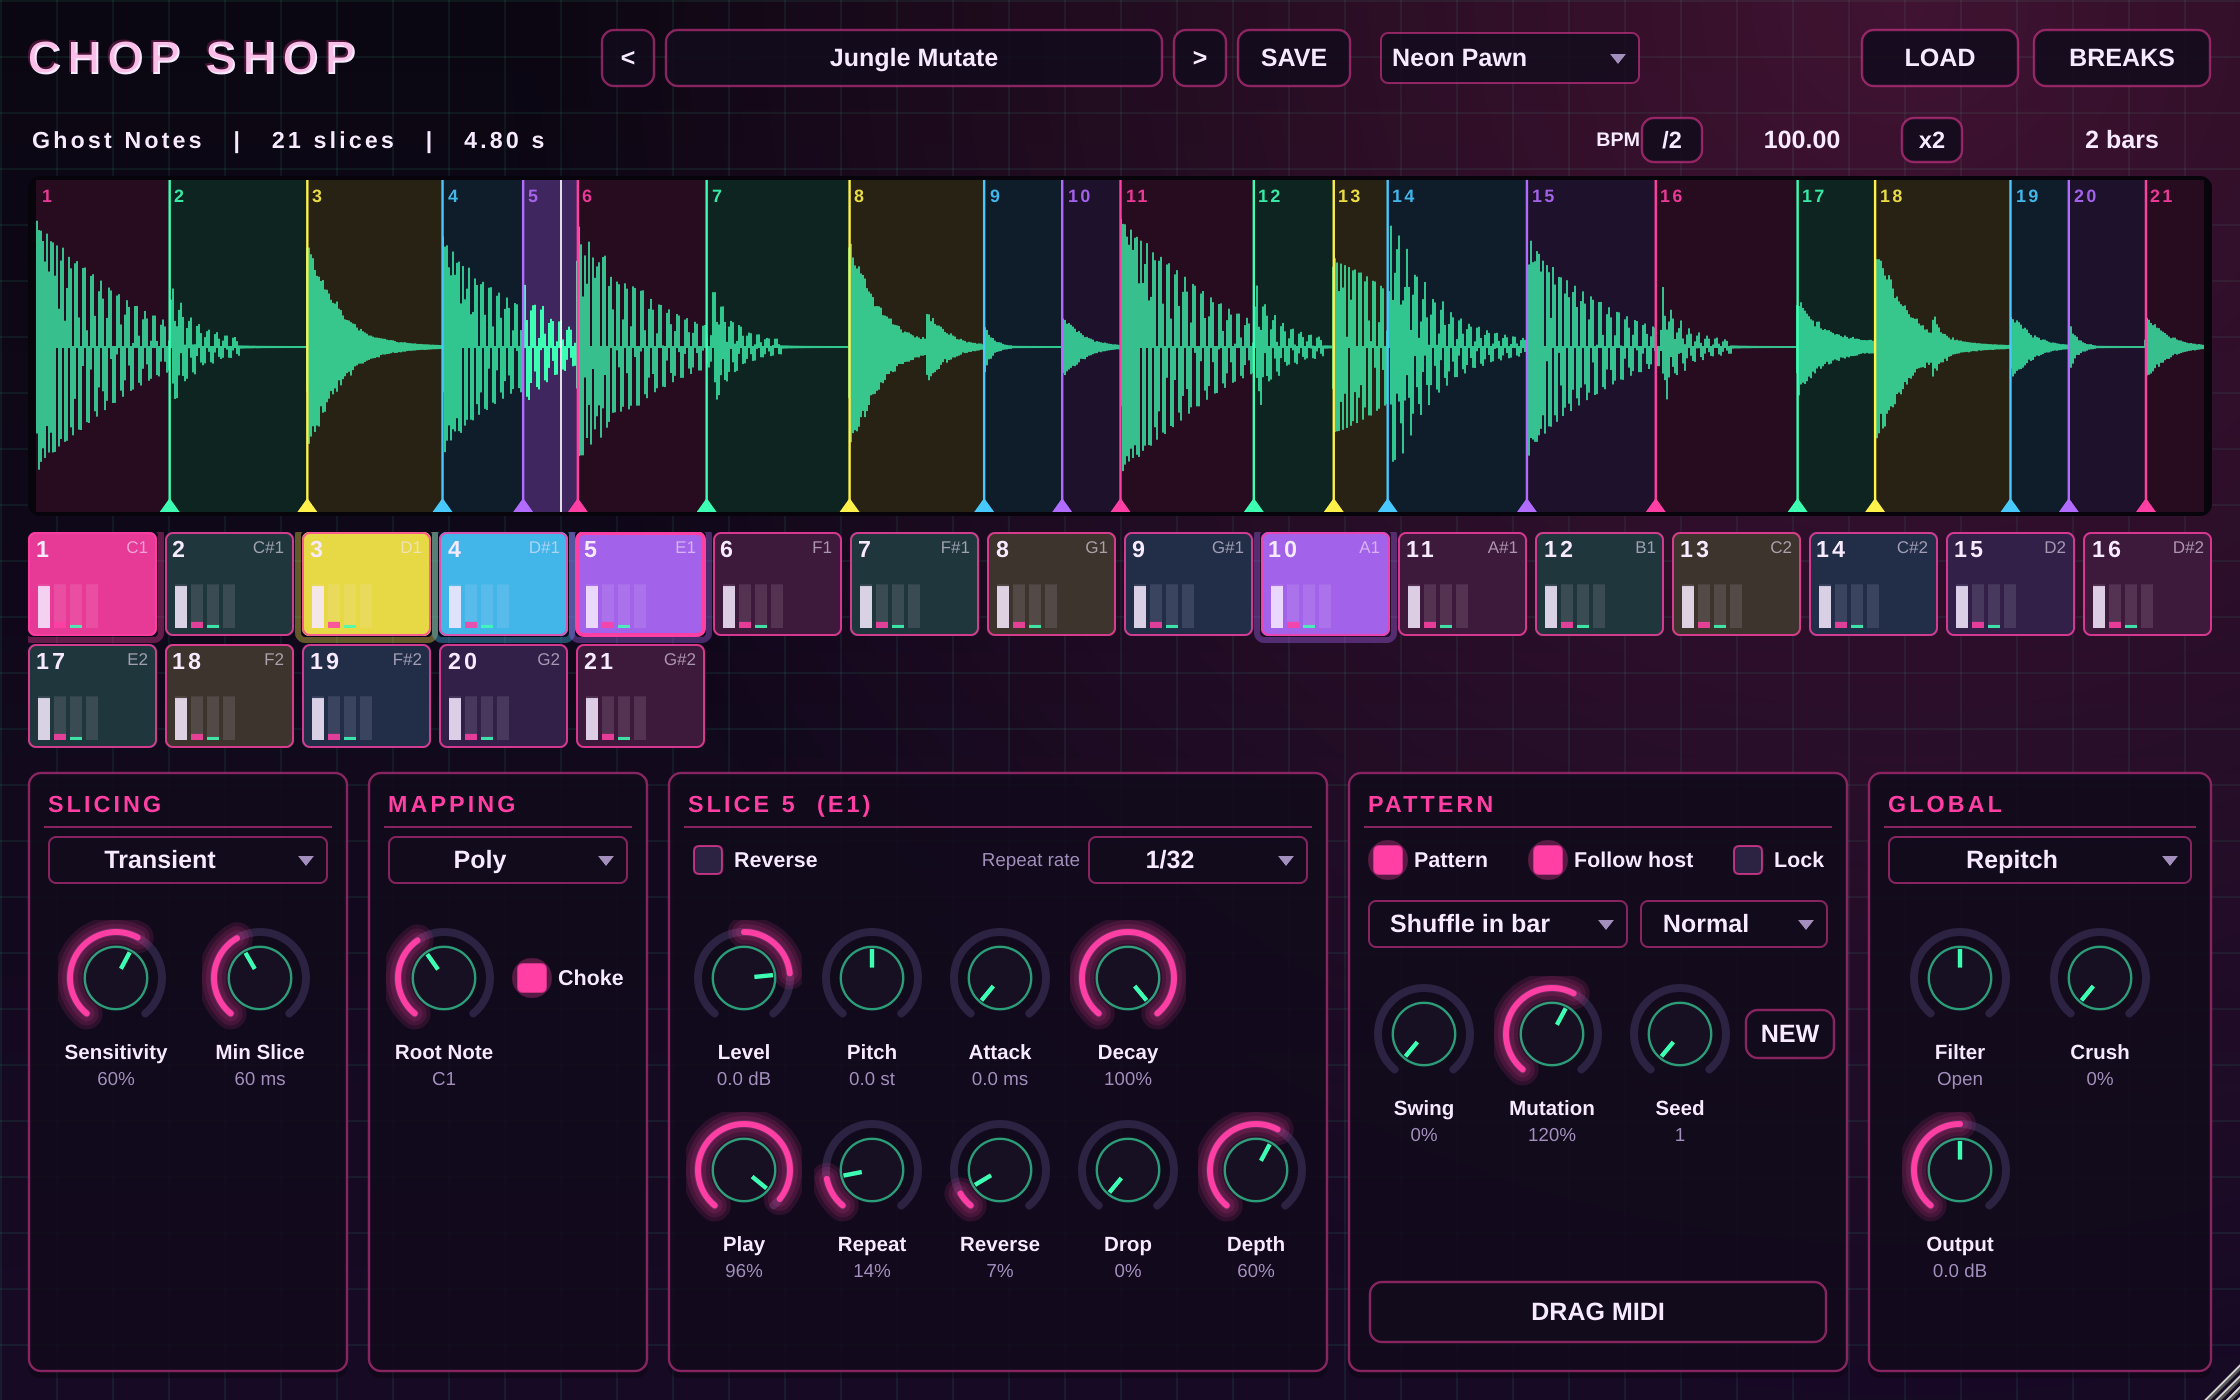 CHOP SHOP < Jungle Mutate > SAVE Neon Pawn LOAD BREAKS
Ghost Notes | 21 slices | 4.80 s BPM /2 100.00 x2 2 bars
1 2 3 4 5 6 7 8 9 10 11 12 13 14 15 16 17 18 19 20 21
1 C1 2 C#1 3 D1 4 D#1 5 E1 6 F1 7 F#1 8 G1 9 G#1 10 A1 11 A#1 12 B1 13 C2 14 C#2 15 D2 16 D#2
17 E2 18 F2 19 F#2 20 G2 21 G#2
SLICING
Transient
Sensitivity Min Slice
60% 60 ms
MAPPING
Poly
Choke
Root Note
C1
SLICE 5 (E1)
Reverse Repeat rate 1/32
Level Pitch Attack Decay
0.0 dB 0.0 st 0.0 ms 100%
Play Repeat Reverse Drop Depth
96% 14% 7% 0% 60%
PATTERN
Pattern Follow host Lock
Shuffle in bar Normal
NEW
Swing Mutation Seed
0% 120% 1
DRAG MIDI
GLOBAL
Repitch
Filter Crush
Open 0%
Output
0.0 dB